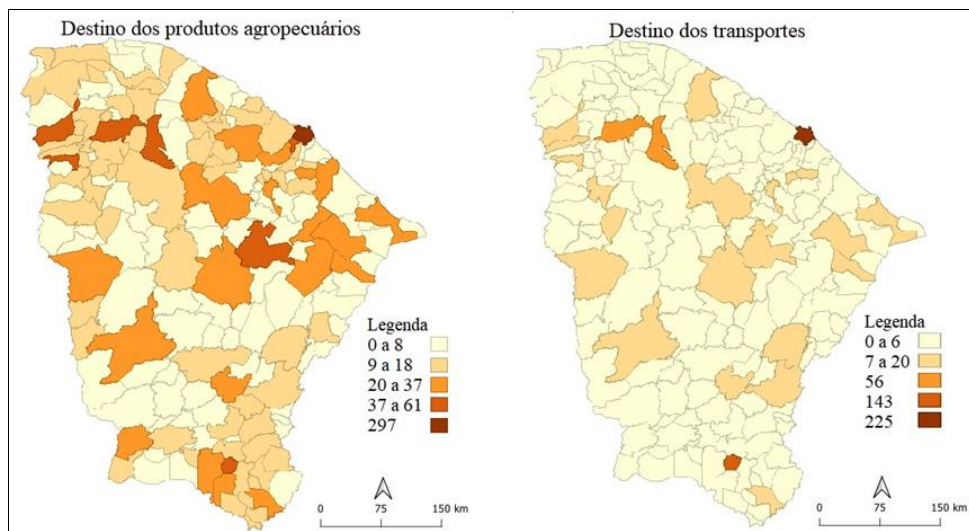 Destino dos produtos agropecuários
Legenda
0 a 8
9 a 18
20 a 37
37 a 61
297
0 75 150 km
Destino dos transportes
Legenda
0 a 6
7 a 20
56
143
225
0 75 150 km